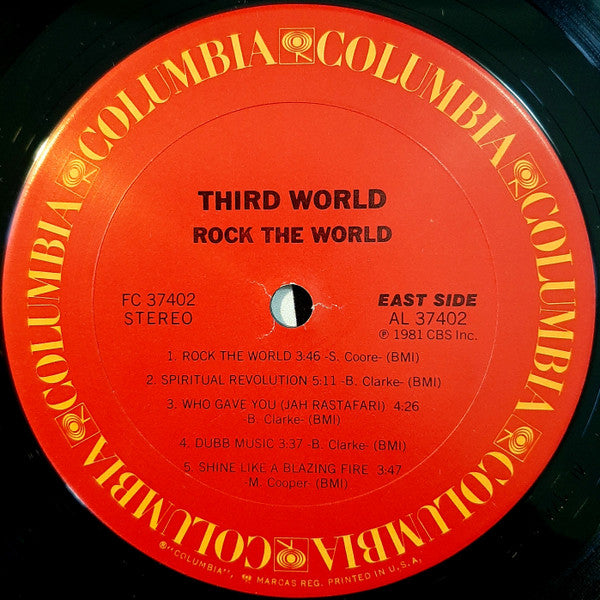 COLUMBIA COLUMBIA COLUMBIA COLUMBIA COLUMBIA COLUMBIA
THIRD WORLD
ROCK THE WORLD
FC 37402
STEREO
EAST SIDE
AL 37402
℗ 1981 CBS Inc.
1. ROCK THE WORLD 3:46 -S. Coore- (BMI)
2. SPIRITUAL REVOLUTION 5:11 -B. Clarke- (BMI)
3. WHO GAVE YOU (JAH RASTAFARI) 4:26
-B. Clarke- (BMI)
4. DUBB MUSIC 3:37 -B. Clarke- (BMI)
5. SHINE LIKE A BLAZING FIRE 3:47
-M. Cooper- (BMI)
®"COLUMBIA", MARCAS REG. PRINTED IN U.S.A.